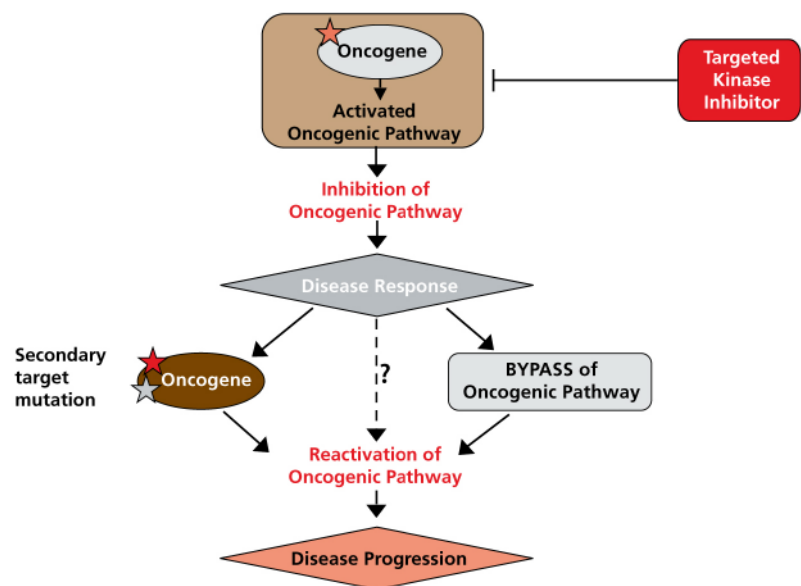 Oncogene
Activated
Oncogenic Pathway
Targeted
Kinase
Inhibitor
Inhibition of
Oncogenic Pathway
Disease Response
Secondary
target
mutation
Oncogene
?
BYPASS of
Oncogenic Pathway
Reactivation of
Oncogenic Pathway
Disease Progression